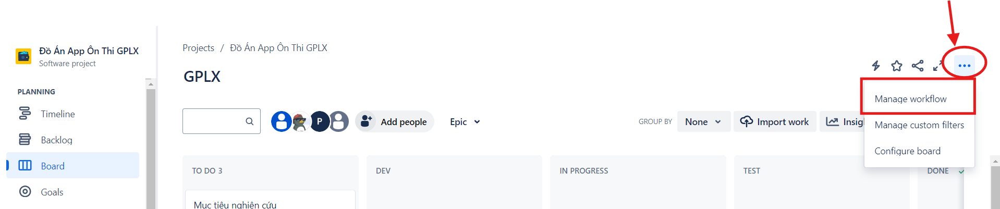 Đồ Án App Ôn Thi GPLX
Software project
PLANNING
Timeline
Backlog
Board
Goals
Projects / Đồ Án App Ôn Thi GPLX
GPLX
P
Add people
Epic
GROUP BY
None
Import work
Insig
Manage workflow
Manage custom filters
Configure board
TO DO 3
DEV
IN PROGRESS
TEST
DONE
Mục tiêu nghiên cứu